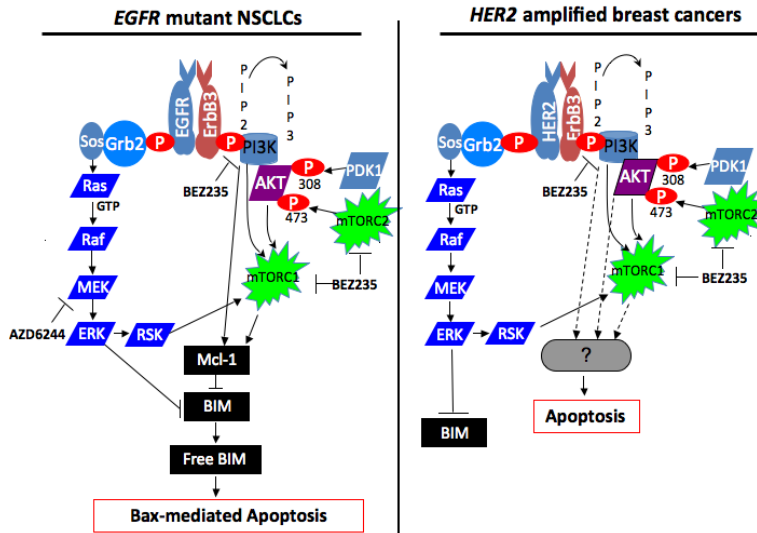 EGFR mutant NSCLCs
P
I
P
2
P
I
P
3
EGFR
ErbB3
Sos
Grb2
P
P
PI3K
P
PDK1
308
AKT
BEZ235
P
473
mTORC2
Ras
GTP
Raf
mTORC1
BEZ235
MEK
AZD6244
ERK
RSK
Mcl-1
BIM
Free BIM
Bax-mediated Apoptosis
HER2 amplified breast cancers
P
I
P
2
P
I
P
3
HER2
ErbB3
Sos
Grb2
P
P
PI3K
P
PDK1
308
AKT
BEZ235
P
473
mTORC2
Ras
GTP
Raf
mTORC1
BEZ235
MEK
ERK
RSK
?
Apoptosis
BIM